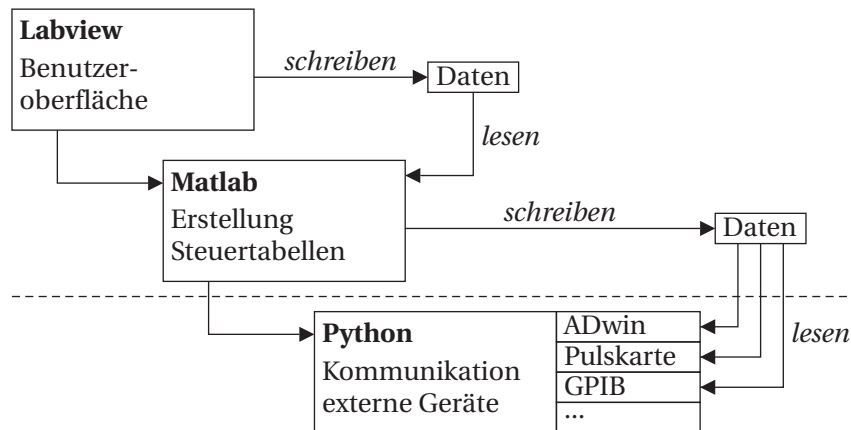 Labview
Benutzer-
oberfläche
schreiben
Daten
lesen
Matlab
Erstellung
Steuertabellen
schreiben
Daten
lesen
Python
Kommunikation
externe Geräte
ADwin
Pulskarte
GPIB
...